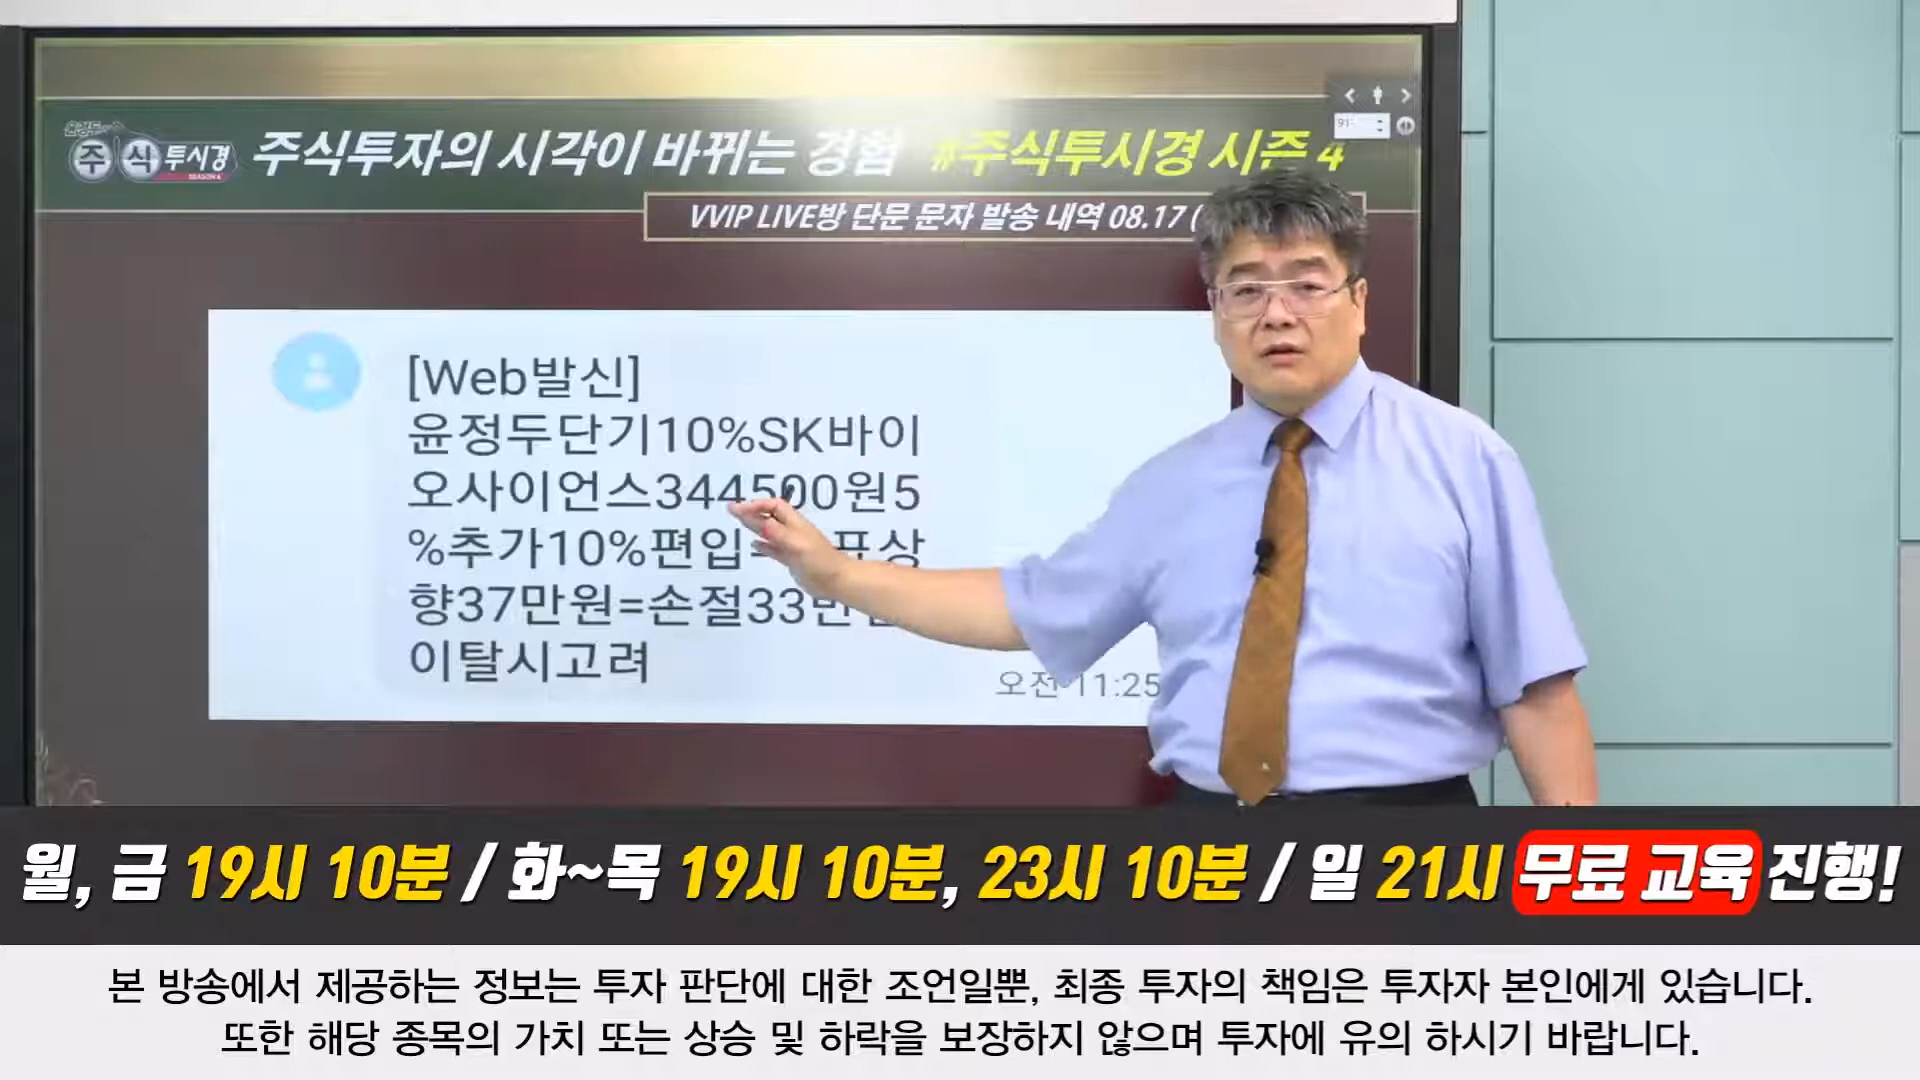 주식투시경
SEASON 4
주식투자의 시각이 바뀌는 경험 #주식투시경 시즌 4
91
VVIP LIVE방 단문 문자 발송 내역 08.17 (
[Web발신]
윤정두단기10%SK바이
오사이언스344500원5
%추가10%편입 표상
향37만원=손절33만
이탈시고려
오전 11:25
월, 금 19시 10분 / 화~목 19시 10분, 23시 10분 / 일 21시 무료 교육 진행!
본 방송에서 제공하는 정보는 투자 판단에 대한 조언일뿐, 최종 투자의 책임은 투자자 본인에게 있습니다.
또한 해당 종목의 가치 또는 상승 및 하락을 보장하지 않으며 투자에 유의 하시기 바랍니다.